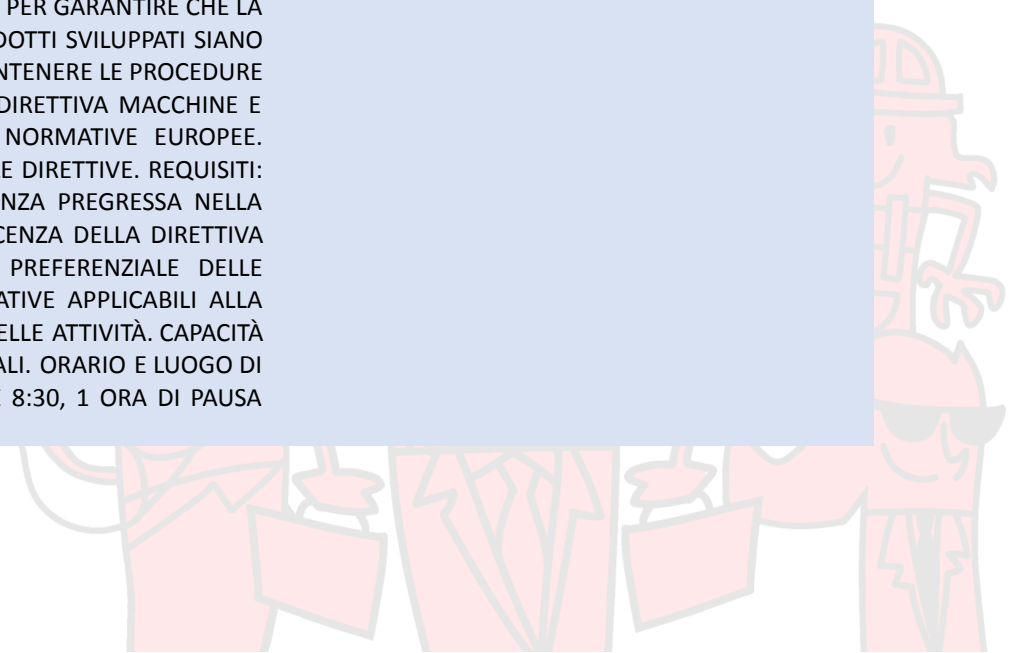 PER GARANTIRE CHE LA
DOTTI SVILUPPATI SIANO
NTENERE LE PROCEDURE
DIRETTIVA MACCHINE E
NORMATIVE EUROPEE.
E DIRETTIVE. REQUISITI:
NZA PREGRESSA NELLA
CENZA DELLA DIRETTIVA
PREFERENZIALE DELLE
ATIVE APPLICABILI ALLA
ELLE ATTIVITÀ. CAPACITÀ
ALI. ORARIO E LUOGO DI
8:30, 1 ORA DI PAUSA